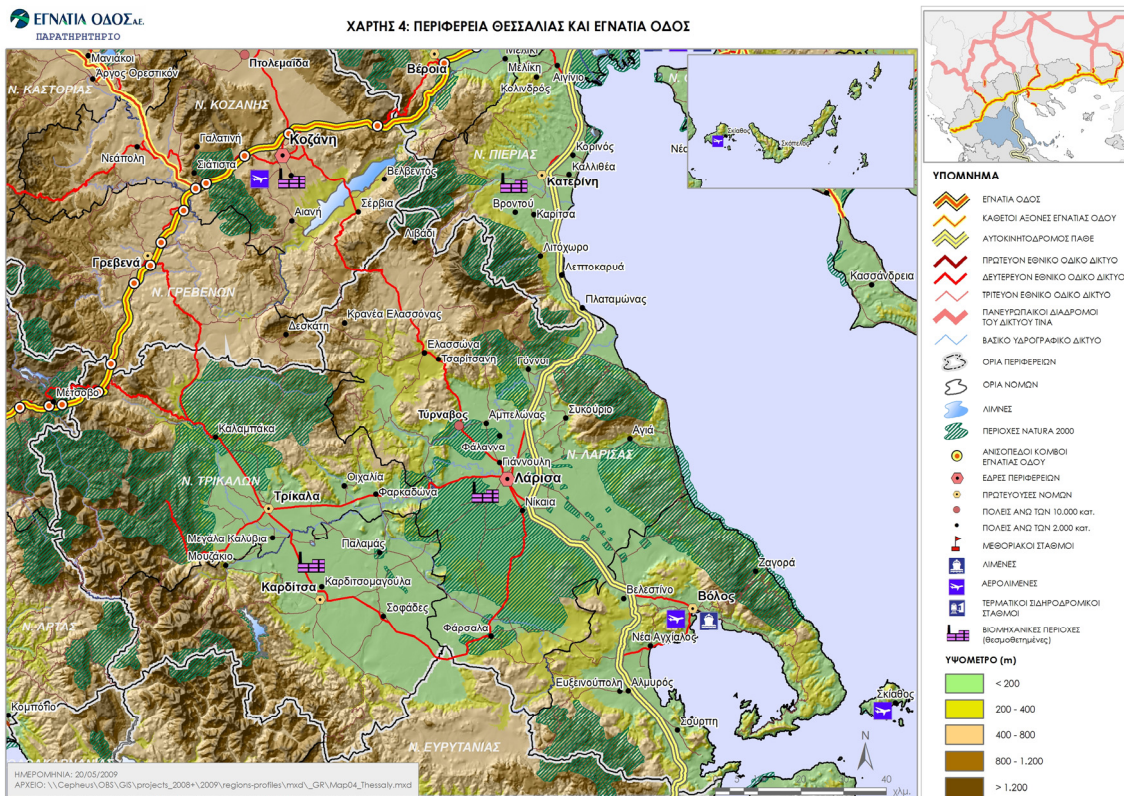 ΕΓΝΑΤΙΑ ΟΔΟΣ Α.Ε.
ΠΑΡΑΤΗΡΗΤΗΡΙΟ
ΧΑΡΤΗΣ 4: ΠΕΡΙΦΕΡΕΙΑ ΘΕΣΣΑΛΙΑΣ ΚΑΙ ΕΓΝΑΤΙΑ ΟΔΟΣ
Μανιάκοι
Άργος Ορεστικόν
Πτολεμαΐδα
Βέροια
Μελίκη
Αιγίνιο
Κολινδρός
Ν. ΚΑΣΤΟΡΙΑΣ
Ν. ΚΟΖΑΝΗΣ
Γαλατινή
Κοζάνη
Νεάπολη
Σιάτιστα
Ν. ΠΙΕΡΙΑΣ
Κορινός
Καλλιθέα
Κατερίνη
Βελβεντός
Αιανή
Σέρβια
Βροντού
Καρίτσα
Λιβάδι
Λιτόχωρο
Λεπτοκαρυά
Γρεβενά
Ν. ΓΡΕΒΕΝΩΝ
Πλαταμώνας
Κρανέα Ελασσόνας
Δεσκάτη
Ελασσώνα
Τσαρίτσανη
Γόννοι
Μέτσοβο
Καλαμπάκα
Τύρναβος
Αμπελώνας
Συκούριο
Φάλαννα
Αγιά
Γιάννουλη
Ν. ΛΑΡΙΣΑΣ
Λάρισα
Ν. ΤΡΙΚΑΛΩΝ
Οιχαλία
Φαρκαδώνα
Τρίκαλα
Νίκαια
Μεγάλα Καλύβια
Παλαμάς
Μουζάκιο
Ζαγορά
Καρδίτσα
Καρδιτσομαγούλα
Βελεστίνο
Βόλος
Σοφάδες
Ν. ΑΡΤΑΣ
Φάρσαλα
Νέα Αγχίαλος
Ευξεινούπολη
Αλμυρός
Σκίαθος
Κομπότιο
Σούρπη
Ν. ΕΥΡΥΤΑΝΙΑΣ
Σκίαθος
Σκόπελος
Κασσάνδρεια
N
5
20
40
χλμ.
ΗΜΕΡΟΜΗΝΙΑ: 20/05/2009
ΑΡΧΕΙΟ: \\Cepheus\OBS\GIS\projects_2008+\2009\regions-profiles\mxd\_GR\Map04_Thessaly.mxd
ΥΠΟΜΝΗΜΑ
ΕΓΝΑΤΙΑ ΟΔΟΣ
ΚΑΘΕΤΟΙ ΑΞΟΝΕΣ ΕΓΝΑΤΙΑΣ ΟΔΟΥ
ΑΥΤΟΚΙΝΗΤΟΔΡΟΜΟΣ ΠΑΘΕ
ΠΡΩΤΕΥΟΝ ΕΘΝΙΚΟ ΟΔΙΚΟ ΔΙΚΤΥΟ
ΔΕΥΤΕΡΕΥΟΝ ΕΘΝΙΚΟ ΟΔΙΚΟ ΔΙΚΤΥΟ
ΤΡΙΤΕΥΟΝ ΕΘΝΙΚΟ ΟΔΙΚΟ ΔΙΚΤΥΟ
ΠΑΝΕΥΡΩΠΑΙΚΟΙ ΔΙΑΔΡΟΜΟΙ
ΤΟΥ ΔΙΚΤΥΟΥ ΤΙΝΑ
ΒΑΣΙΚΟ ΥΔΡΟΓΡΑΦΙΚΟ ΔΙΚΤΥΟ
ΟΡΙΑ ΠΕΡΙΦΕΡΕΙΩΝ
ΟΡΙΑ ΝΟΜΩΝ
ΛΙΜΝΕΣ
ΠΕΡΙΟΧΕΣ NATURA 2000
ΑΝΙΣΟΠΕΔΟΙ ΚΟΜΒΟΙ
ΕΓΝΑΤΙΑΣ ΟΔΟΥ
ΕΔΡΕΣ ΠΕΡΙΦΕΡΕΙΩΝ
ΠΡΩΤΕΥΟΥΣΕΣ ΝΟΜΩΝ
ΠΟΛΕΙΣ ΑΝΩ ΤΩΝ 10.000 κατ.
ΠΟΛΕΙΣ ΑΝΩ ΤΩΝ 2.000 κατ.
ΜΕΘΟΡΙΑΚΟΙ ΣΤΑΘΜΟΙ
ΛΙΜΕΝΕΣ
ΑΕΡΟΛΙΜΕΝΕΣ
ΤΕΡΜΑΤΙΚΟΙ ΣΙΔΗΡΟΔΡΟΜΙΚΟΙ
ΣΤΑΘΜΟΙ
ΒΙΟΜΗΧΑΝΙΚΕΣ ΠΕΡΙΟΧΕΣ
(θεσμοθετημένες)
ΥΨΟΜΕΤΡΟ (m)
< 200
200 - 400
400 - 800
800 - 1.200
> 1.200